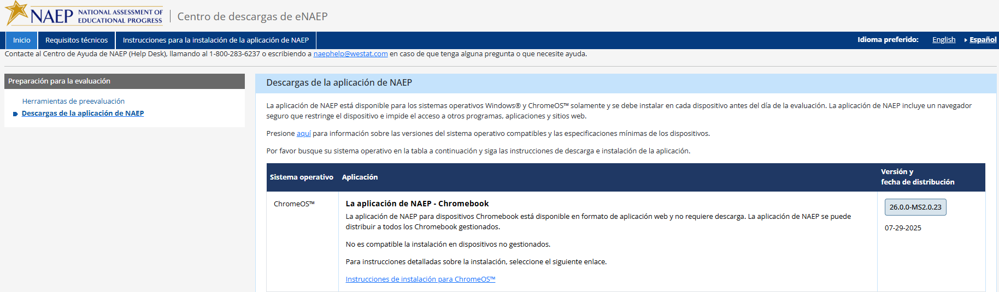 NAEP NATIONAL ASSESSMENT OF
EDUCATIONAL PROGRESS
Centro de descargas de eNAEP
Inicio
Requisitos técnicos
Instrucciones para la instalación de la aplicación de NAEP
Idioma preferido:
English
Español
Contacte al Centro de Ayuda de NAEP (Help Desk), llamando al 1-800-283-6237 o escribiendo a naephelp@westat.com en caso de que tenga alguna pregunta o que necesite ayuda.
Preparación para la evaluación
Herramientas de preevaluación
Descargas de la aplicación de NAEP
Descargas de la aplicación de NAEP
La aplicación de NAEP está disponible para los sistemas operativos Windows® y ChromeOS™ solamente y se debe instalar en cada dispositivo antes del día de la evaluación. La aplicación de NAEP incluye un navegador
seguro que restringe el dispositivo e impide el acceso a otros programas, aplicaciones y sitios web.
Presione aquí para información sobre las versiones del sistema operativo compatibles y las especificaciones mínimas de los dispositivos.
Por favor busque su sistema operativo en la tabla a continuación y siga las instrucciones de descarga e instalación de la aplicación.
Sistema operativo
Aplicación
Versión y
fecha de distribución
ChromeOS™
La aplicación de NAEP - Chromebook
La aplicación de NAEP para dispositivos Chromebook está disponible en formato de aplicación web y no requiere descarga. La aplicación de NAEP se puede
distribuir a todos los Chromebook gestionados.
No es compatible la instalación en dispositivos no gestionados.
Para instrucciones detalladas sobre la instalación, seleccione el siguiente enlace.
Instrucciones de instalación para ChromeOS™
26.0.0-MS2.0.23
07-29-2025